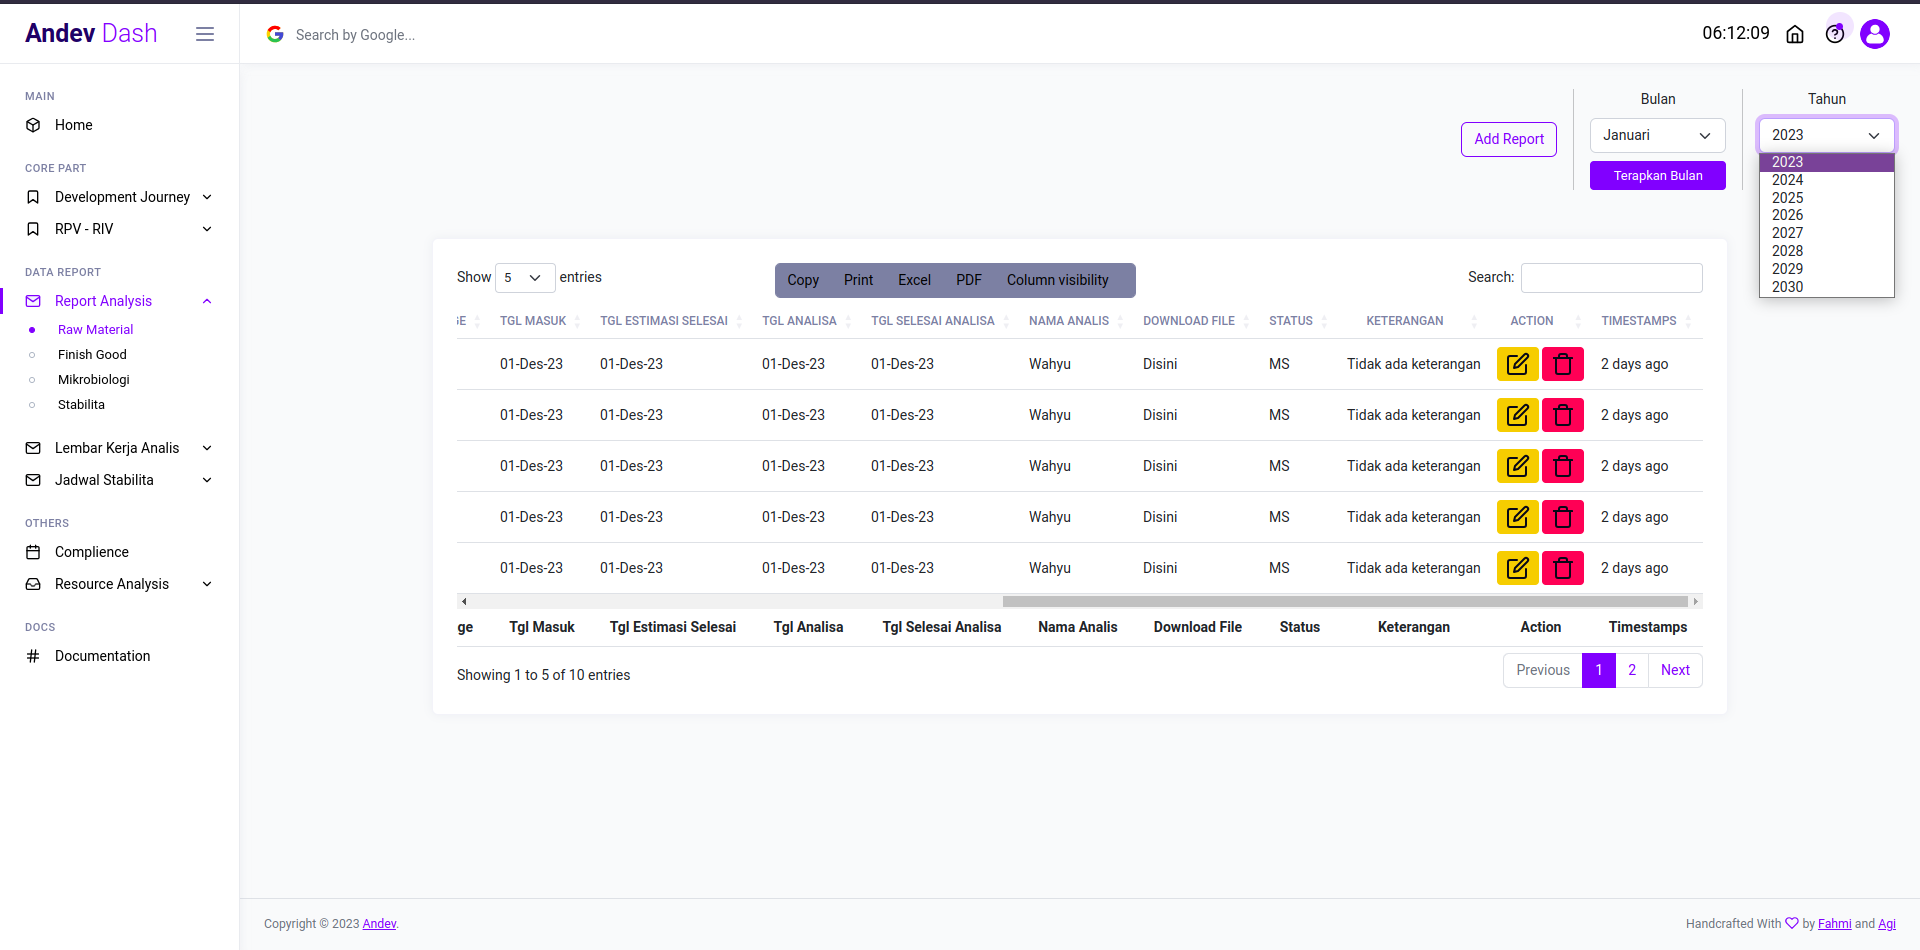 Andev Dash
Search by Google...
06:12:09
MAIN
Home
CORE PART
Development Journey
RPV - RIV
DATA REPORT
Report Analysis
Raw Material
Finish Good
Mikrobiologi
Stabilita
Lembar Kerja Analis
Jadwal Stabilita
OTHERS
Complience
Resource Analysis
DOCS
Documentation
Add Report
Bulan
Januari
Terapkan Bulan
Tahun
2023
2023
2024
2025
2026
2027
2028
2029
2030
Show 5 entries
Copy Print Excel PDF Column visibility
Search:
GE TGL MASUK TGL ESTIMASI SELESAI TGL ANALISA TGL SELESAI ANALISA NAMA ANALIS DOWNLOAD FILE STATUS KETERANGAN ACTION TIMESTAMPS
01-Des-23 01-Des-23 01-Des-23 01-Des-23 Wahyu Disini MS Tidak ada keterangan 2 days ago
01-Des-23 01-Des-23 01-Des-23 01-Des-23 Wahyu Disini MS Tidak ada keterangan 2 days ago
01-Des-23 01-Des-23 01-Des-23 01-Des-23 Wahyu Disini MS Tidak ada keterangan 2 days ago
01-Des-23 01-Des-23 01-Des-23 01-Des-23 Wahyu Disini MS Tidak ada keterangan 2 days ago
01-Des-23 01-Des-23 01-Des-23 01-Des-23 Wahyu Disini MS Tidak ada keterangan 2 days ago
ge Tgl Masuk Tgl Estimasi Selesai Tgl Analisa Tgl Selesai Analisa Nama Analis Download File Status Keterangan Action Timestamps
Showing 1 to 5 of 10 entries
Previous 1 2 Next
Copyright © 2023 Andev.
Handcrafted With by Fahmi and Agi